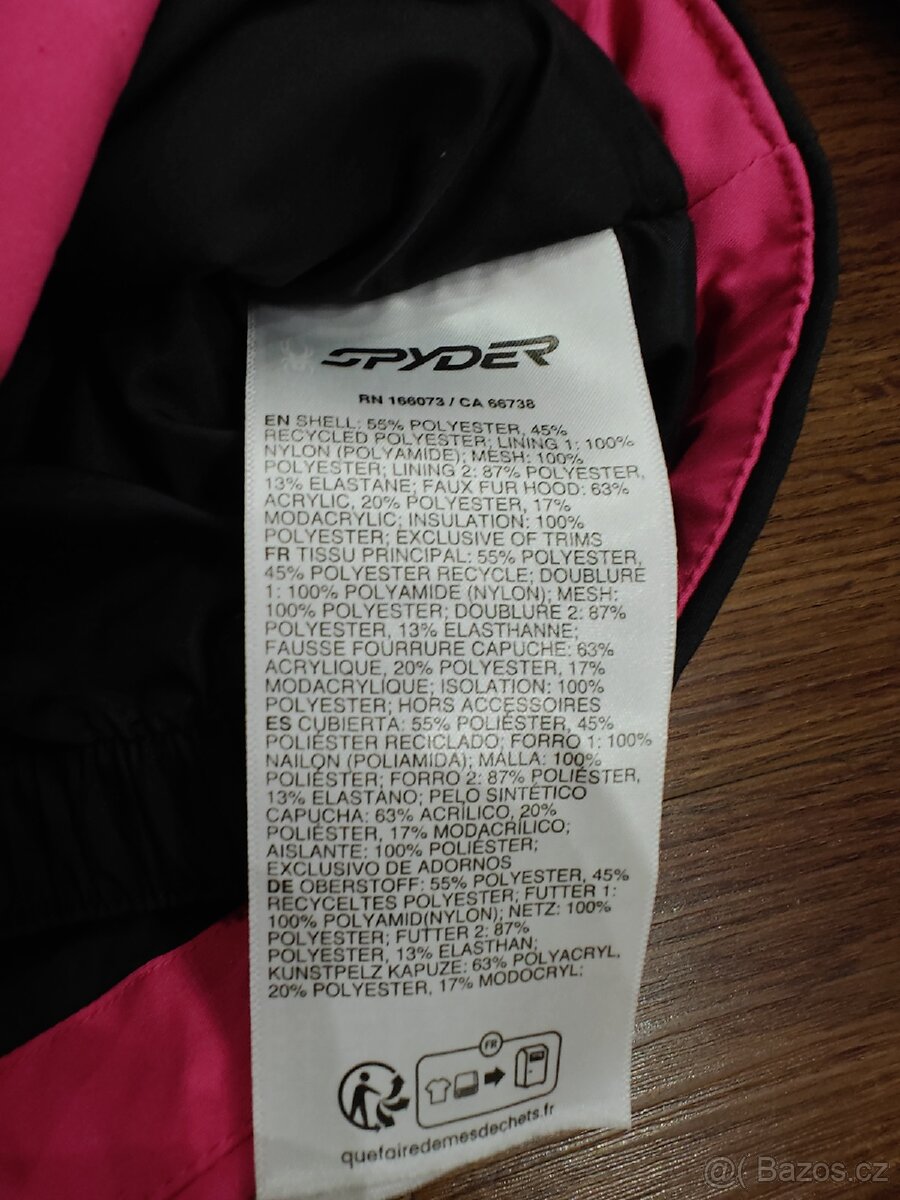 SPYDER
RN 166073 / CA 66738
EN SHELL: 55% POLYESTER, 45%
RECYCLED POLYESTER; LINING 1: 100%
NYLON (POLYAMIDE); MESH: 100%
POLYESTER; LINING 2: 87% POLYESTER,
13% ELASTANE; FAUX FUR HOOD: 63%
ACRYLIC, 20% POLYESTER, 17%
MODACRYLIC; INSULATION: 100%
POLYESTER; EXCLUSIVE OF TRIMS
FR TISSU PRINCIPAL: 55% POLYESTER,
45% POLYESTER RECYCLE; DOUBLURE
1: 100% POLYAMIDE (NYLON); MESH:
100% POLYESTER; DOUBLURE 2: 87%
POLYESTER, 13% ELASTHANNE;
FAUSSE FOURRURE CAPUCHE: 63%
ACRYLIQUE, 20% POLYESTER, 17%
MODACRYLIQUE; ISOLATION: 100%
POLYESTER; HORS ACCESSOIRES
ES CUBIERTA: 55% POLIÉSTER, 45%
POLIÉSTER RECICLADO; FORRO 1: 100%
NAILON (POLIAMIDA); MALLA: 100%
POLIÉSTER; FORRO 2: 87% POLIÉSTER,
13% ELASTANO; PELO SINTÉTICO
CAPUCHA: 63% ACRÍLICO, 20%
POLIÉSTER, 17% MODACRÍLICO;
AISLANTE: 100% POLIÉSTER;
EXCLUSIVO DE ADORNOS
DE OBERSTOFF: 55% POLYESTER, 45%
RECYCELTES POLYESTER; FUTTER 1:
100% POLYAMID(NYLON); NETZ: 100%
POLYESTER; FUTTER 2: 87%
POLYESTER, 13% ELASTHAN;
KUNSTPELZ KAPUZE: 63% POLYACRYL,
20% POLYESTER, 17% MODOCRYL;
FR
quefairedemesdechets.fr
@( Bazos.cz